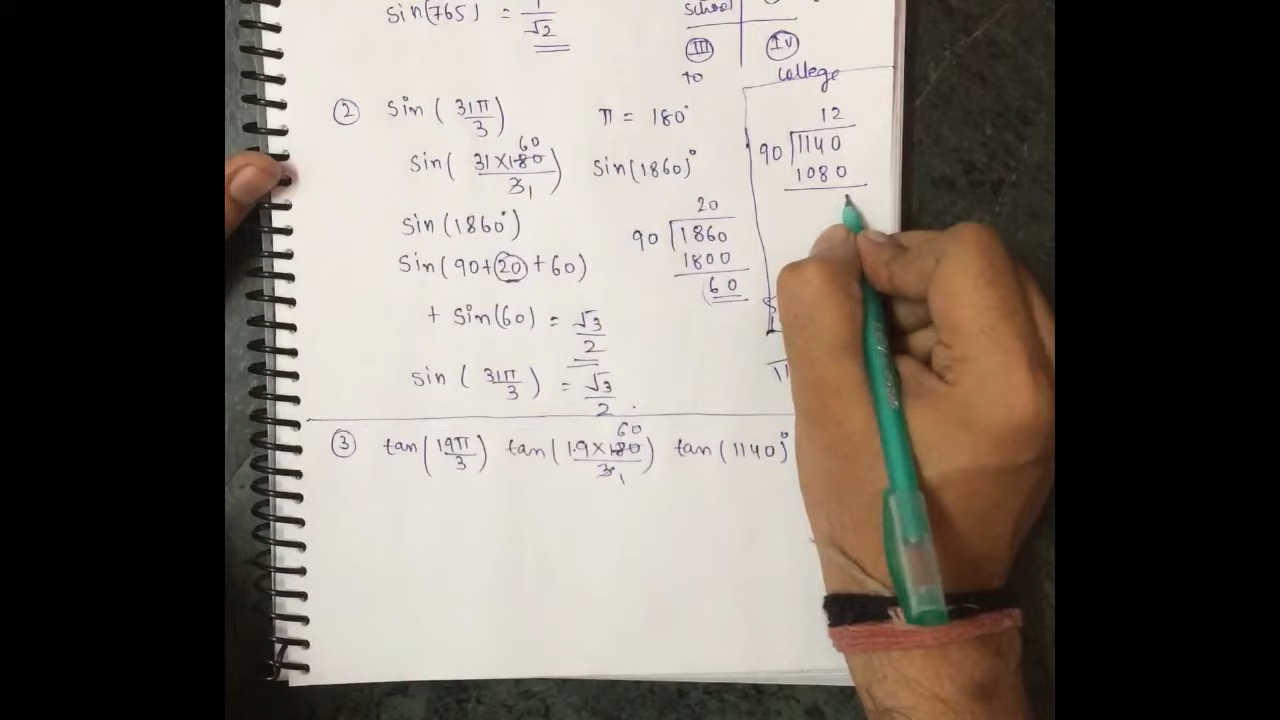 sin(765) = 1/√2
school
III IV
to college
② sin (31π/3) π = 180°
sin( 31×180/3 ) 60 1 sin(1860)°
sin(1860°)
sin(90+20+60)
+ sin(60) = √3/2
sin (31π/3) = √3/2
20
90 1860
1800
60
12
90 1140
1080
③ tan(19π/3) tan(19×180/3) 60 1 tan(1140)°